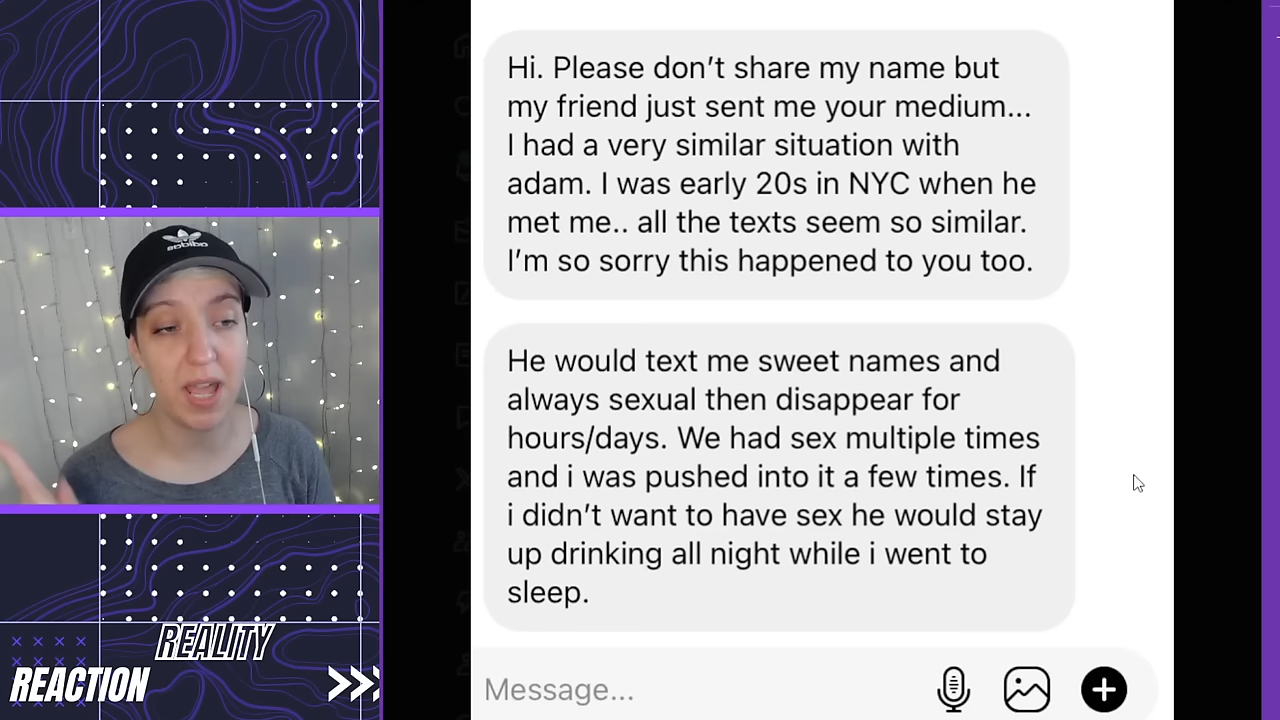 Hi. Please don’t share my name but
my friend just sent me your medium...
I had a very similar situation with
adam. I was early 20s in NYC when he
met me.. all the texts seem so similar.
I’m so sorry this happened to you too.
He would text me sweet names and
always sexual then disappear for
hours/days. We had sex multiple times
and i was pushed into it a few times. If
i didn’t want to have sex he would stay
up drinking all night while i went to
sleep.
Message...
adidas
REALITY
REACTION